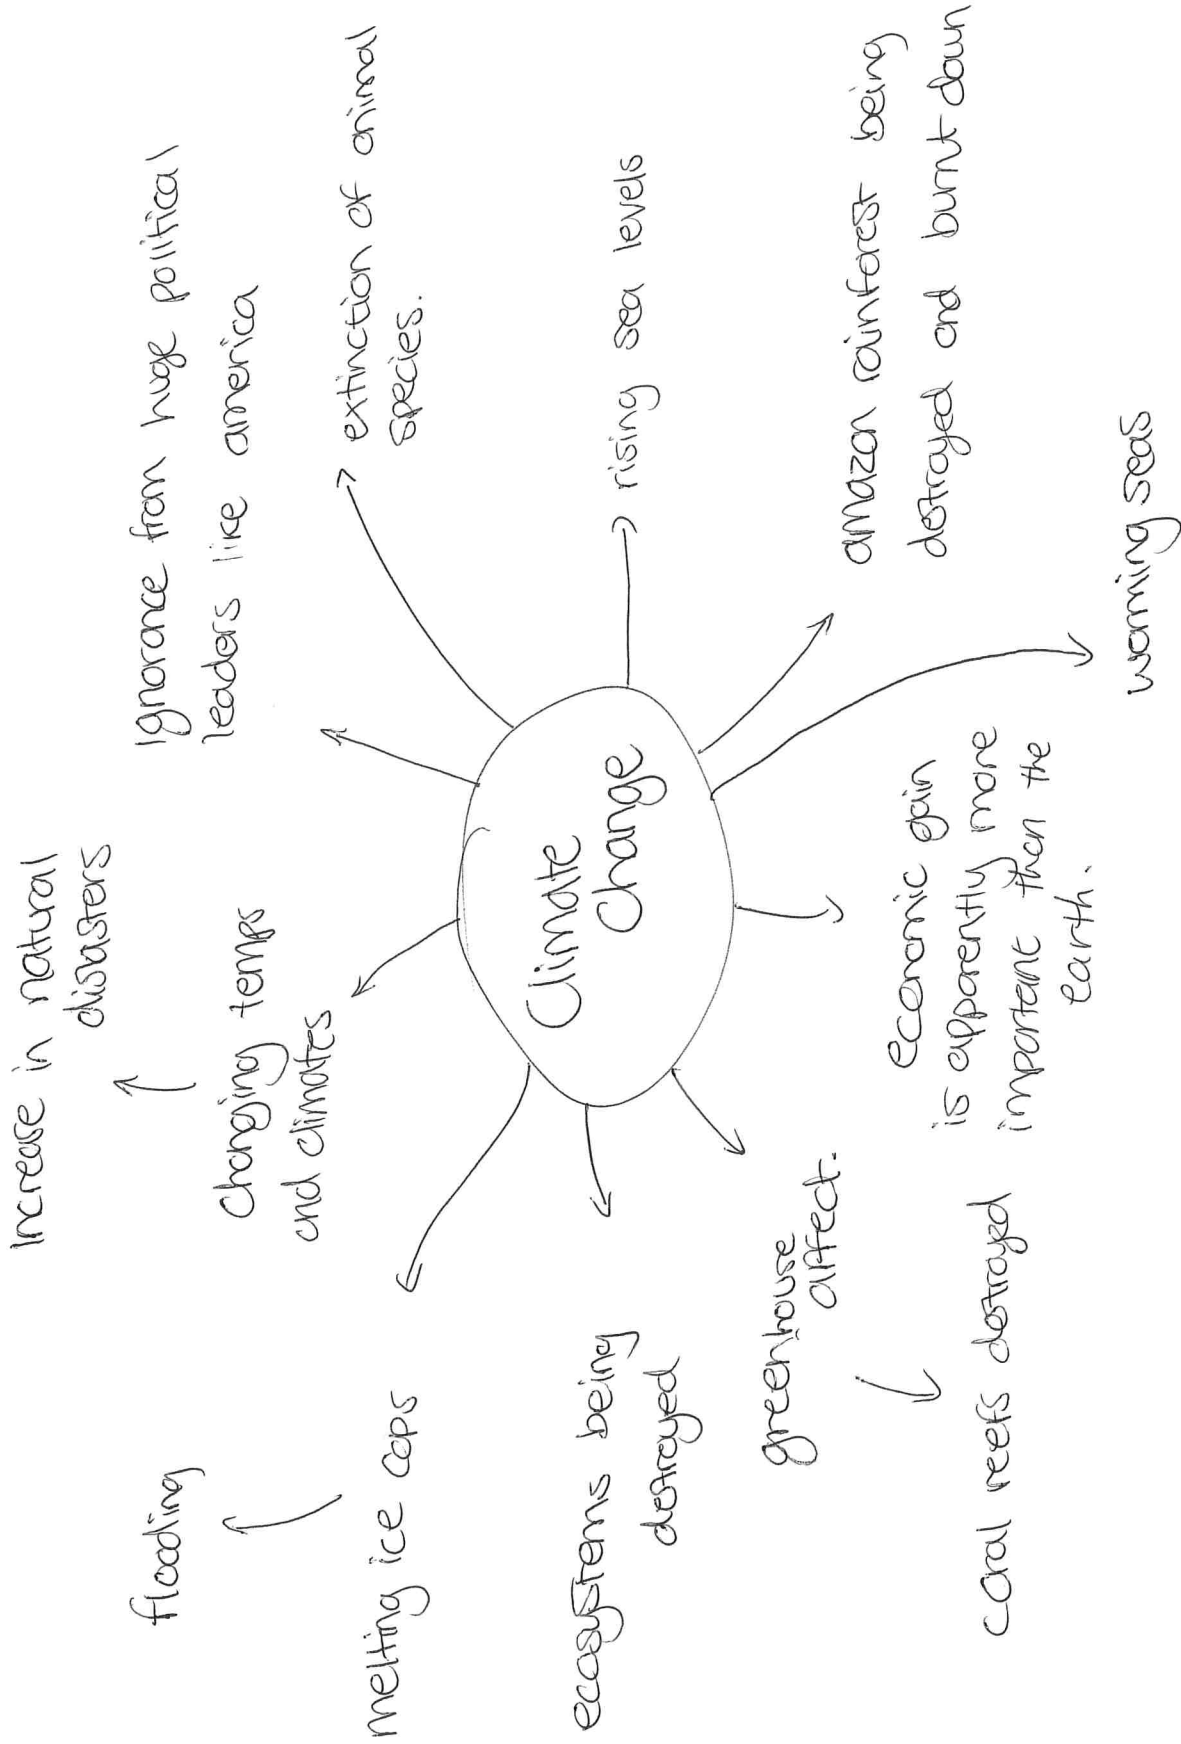 Increase in natural
disasters
flooding
Changing temps
and climates
Ignorance from huge political
leaders like america
melting ice caps
extinction of animal
species.
Climate
Change
ecosystems being
destroyed
rising sea levels
greenhouse
affect.
amazon rainforest being
destroyed and burnt down
economic gain
is apparently more
important than the
earth.
coral reefs destroyed
warming seas